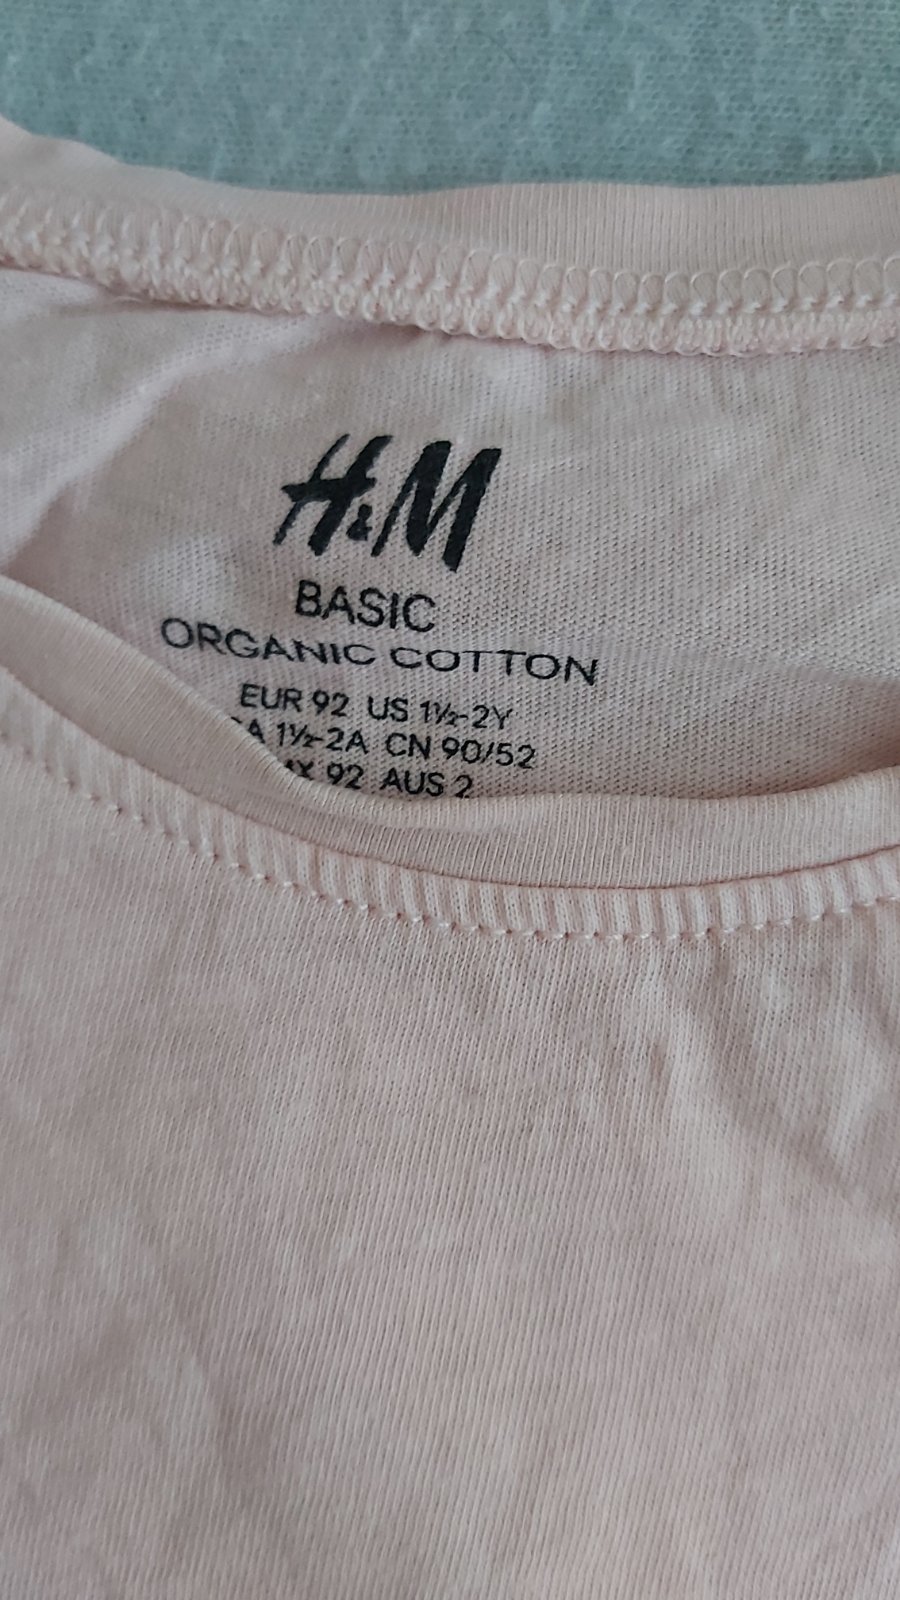 H&M
BASIC
ORGANIC COTTON
EUR 92 US 1½-2Y
1½-2A CN 90/52
92 AUS 2